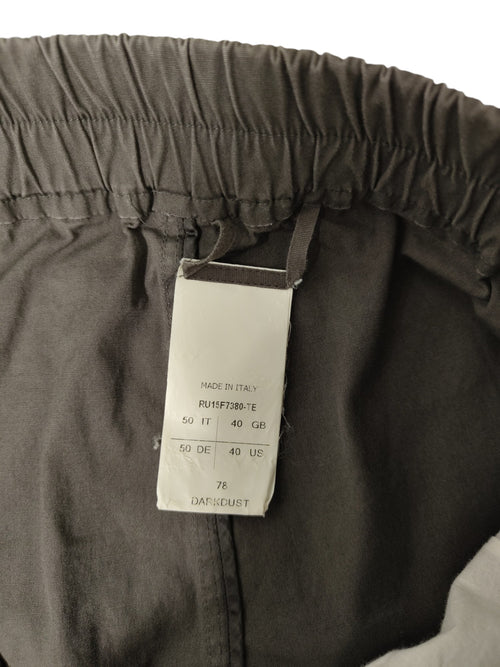 MADE IN ITALY
RU15F7380-TE
50 IT 40 GB
50 DE 40 US
78
DARKDUST